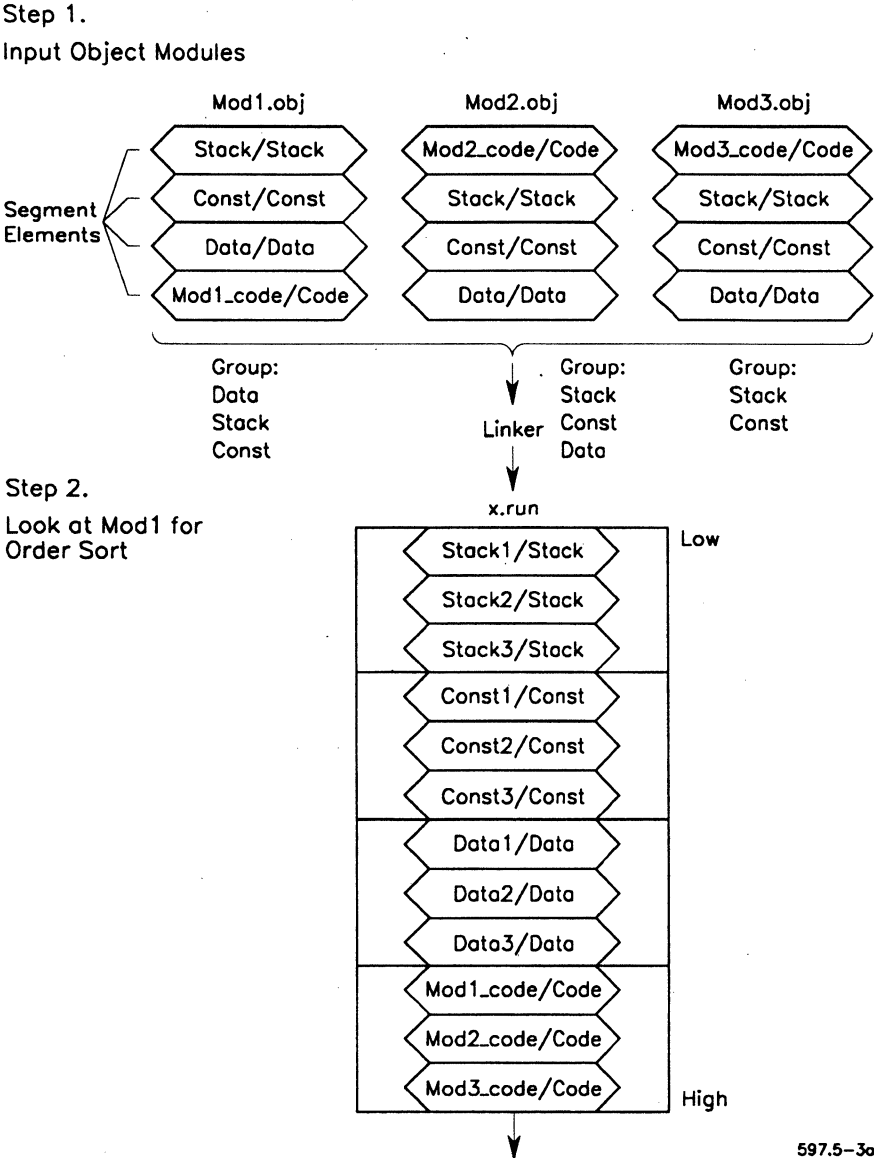 Step 1.
Input Object Modules
Mod1.obj
Mod2.obj
Mod3.obj
Segment
Elements
Stack/Stack
Const/Const
Data/Data
Mod1_code/Code
Mod2_code/Code
Stack/Stack
Const/Const
Data/Data
Mod3_code/Code
Stack/Stack
Const/Const
Data/Data
Group:
Data
Stack
Const
Linker
Group:
Stack
Const
Data
Group:
Stack
Const
Step 2.
Look at Mod1 for
Order Sort
x.run
Low
Stack1/Stack
Stack2/Stack
Stack3/Stack
Const1/Const
Const2/Const
Const3/Const
Data1/Data
Data2/Data
Data3/Data
Mod1_code/Code
Mod2_code/Code
Mod3_code/Code
High
597.5-3a